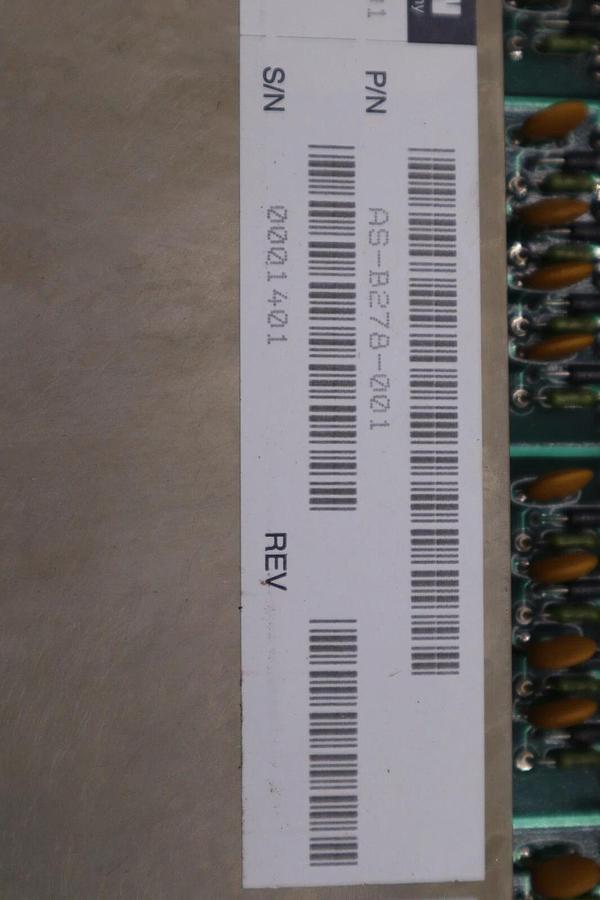 P/N AS-B278-001
S/N 0001401
REV